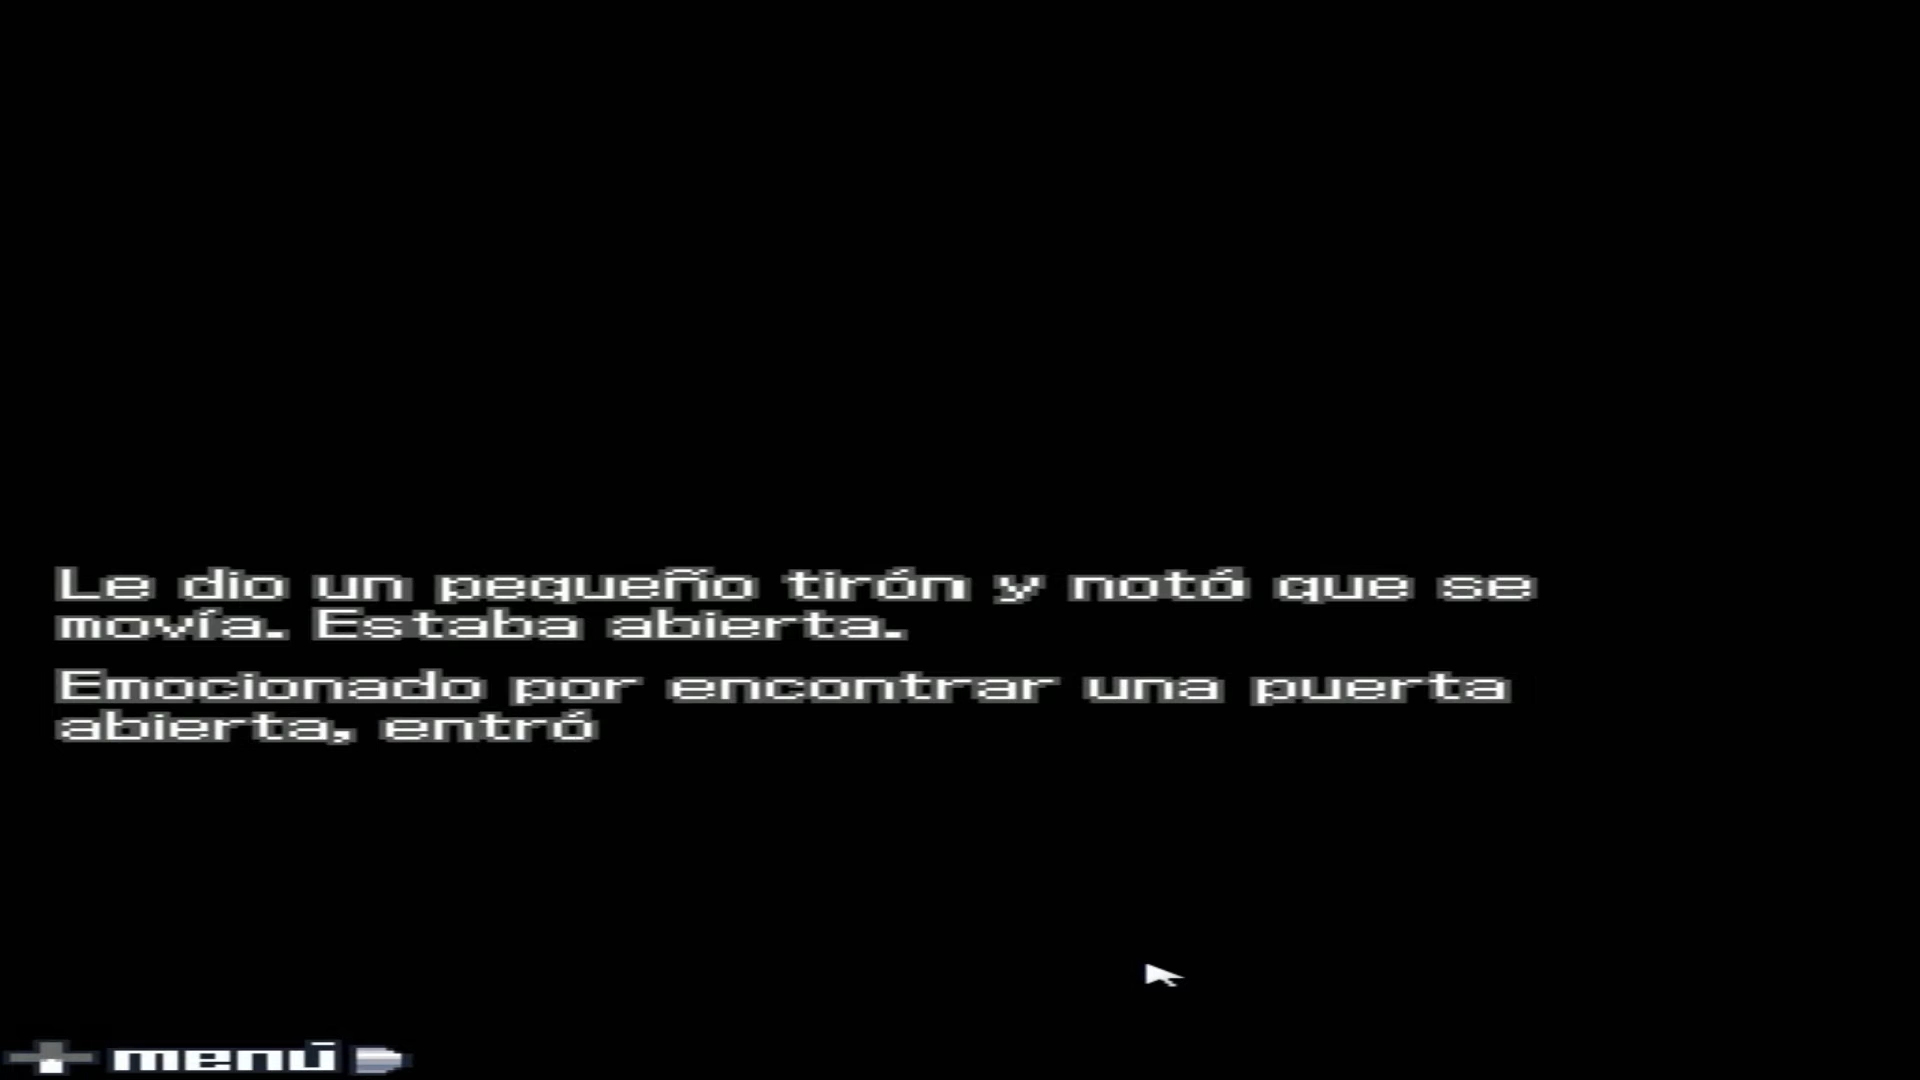 Le dio un pequeño tirón y notó que se
movía. Estaba abierta.
Emocionado por encontrar una puerta
abierta, entró
menú